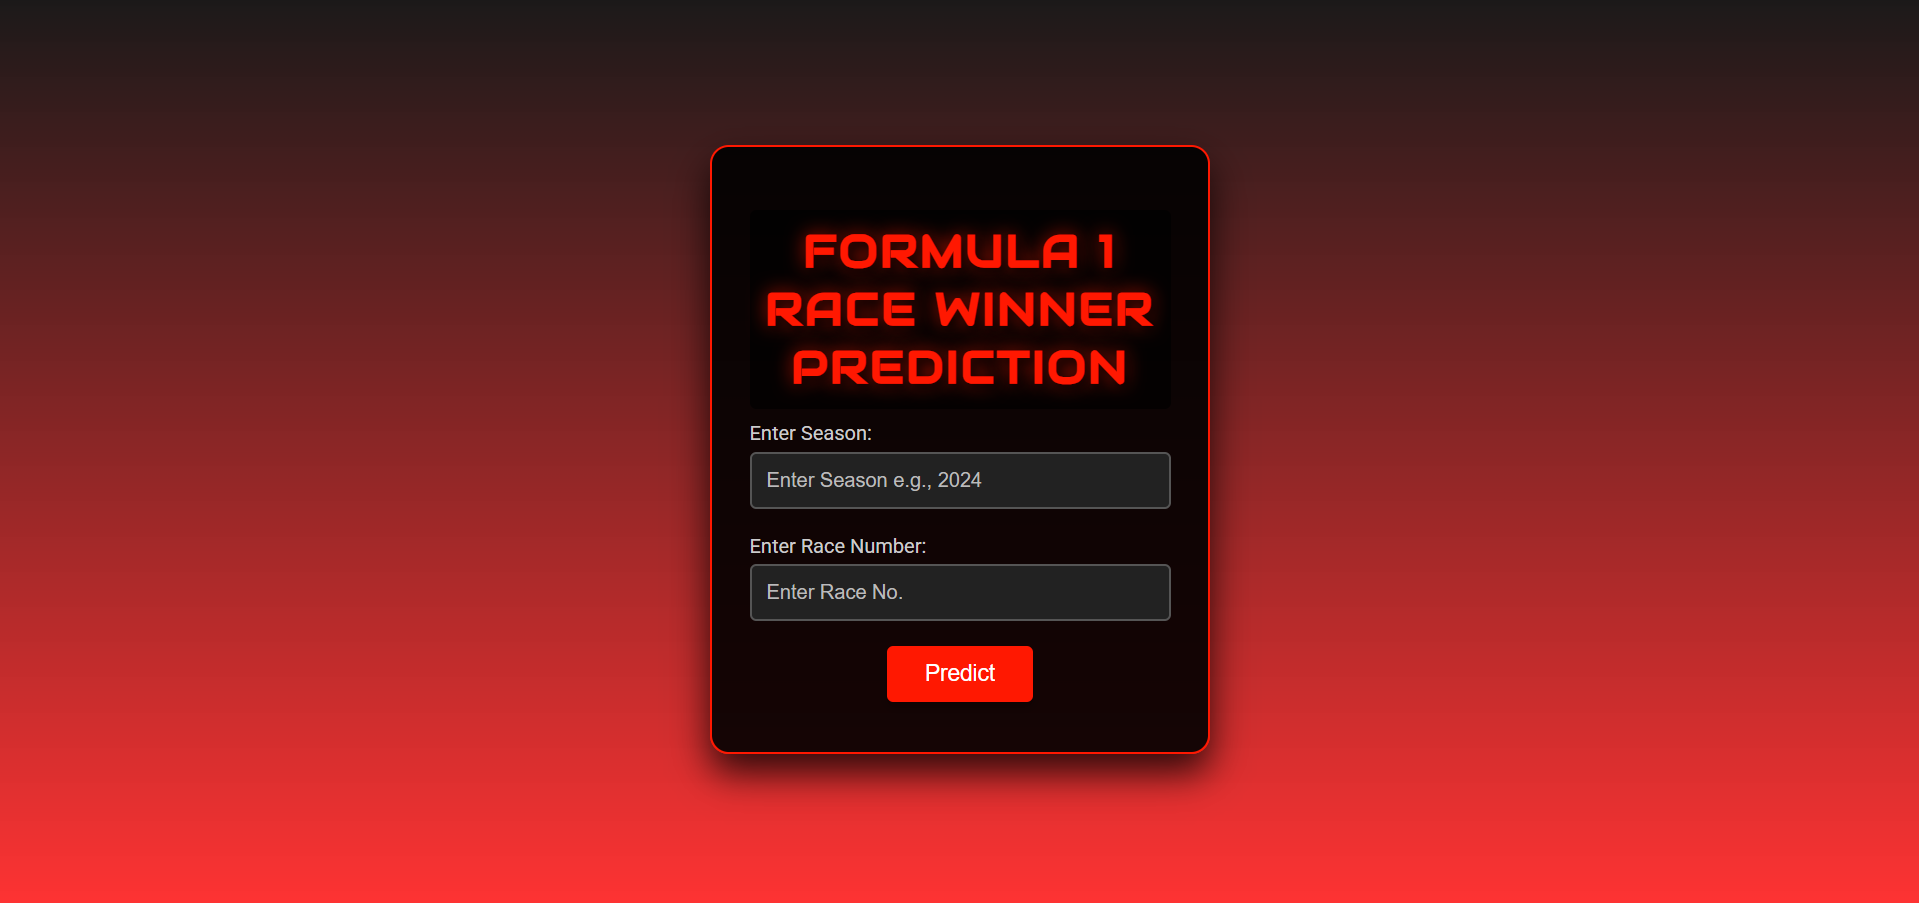 FORMULA 1
RACE WINNER
PREDICTION
Enter Season:
Enter Season e.g., 2024
Enter Race Number:
Enter Race No.
Predict